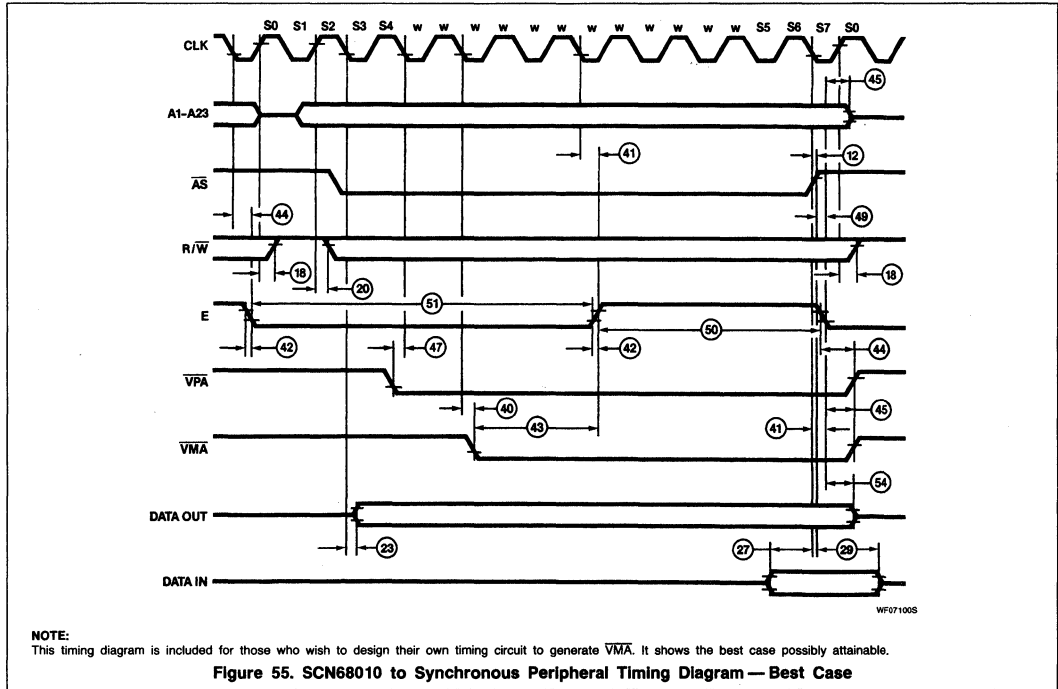 S0 S1 S2 S3 S4 w w w w w w w w w w w w S5 S6 S7 S0
CLK
45
A1–A23
41
12
AS
44
49
R/W
18
20
18
51
E
50
42
47
42
44
VPA
40
45
43
41
VMA
54
DATA OUT
23
27
29
DATA IN
WF07100S
NOTE:
This timing diagram is included for those who wish to design their own timing circuit to generate VMA. It shows the best case possibly attainable.
Figure 55. SCN68010 to Synchronous Peripheral Timing Diagram — Best Case